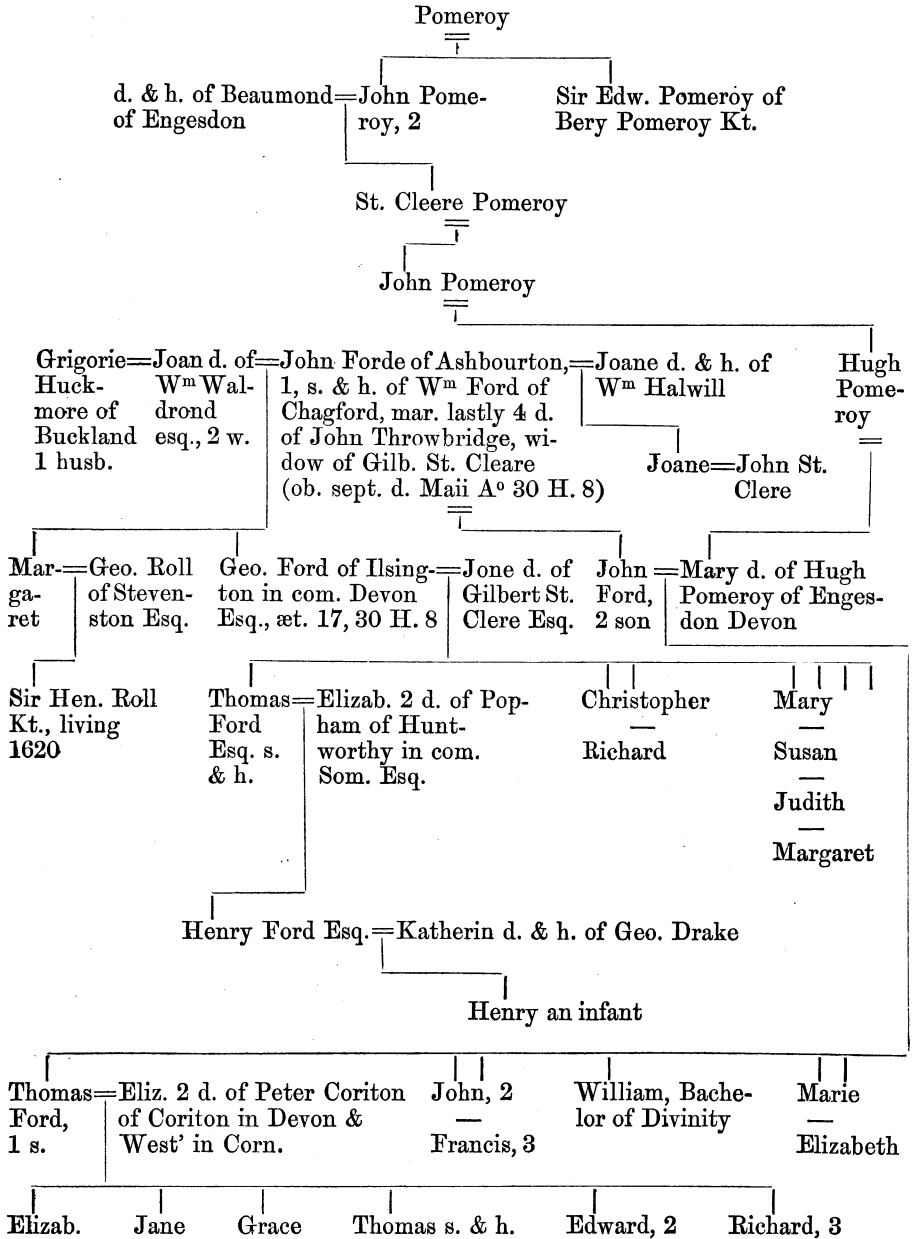 Pomeroy
d. & h. of Beaumond=John Pome-
of Engesdon
roy, 2
Sir Edw. Pomeroy of
Bery Pomeroy Kt.
St. Cleere Pomeroy
John Pomeroy
Grigorie=Joan d. of=John Forde of Ashbourton,=Joane d. & h. of
Huck-
more of
Buckland
1 husb.
Wm Wal-
drond
esq., 2 w.
1, s. & h. of Wm Ford of
Chagford, mar. lastly 4 d.
of John Throwbridge, wi-
dow of Gilb. St. Cleare
(ob. sept. d. Maii Ao 30 H. 8)
Wm Halwill
Hugh
Pome-
roy
Joane=John St.
Clere
Mar-=Geo. Roll
ga-
ret
of Steven-
ston Esq.
Geo. Ford of Ilsing-=Jone d. of
ton in com. Devon
Esq., æt. 17, 30 H. 8
Gilbert St.
Clere Esq.
John=Mary d. of Hugh
Ford,
2 son
Pomeroy of Enges-
don Devon
Sir Hen. Roll
Kt., living
1620
Thomas=Elizab. 2 d. of Pop-
Ford
Esq. s.
& h.
ham of Hunt-
worthy in com.
Som. Esq.
Christopher
—
Richard
Mary
—
Susan
—
Judith
—
Margaret
Henry Ford Esq.=Katherin d. & h. of Geo. Drake
Henry an infant
Thomas=Eliz. 2 d. of Peter Coriton
Ford,
1 s.
of Coriton in Devon &
West' in Corn.
John, 2
—
Francis, 3
William, Bache-
lor of Divinity
Marie
—
Elizabeth
Elizab.
Jane
Grace
Thomas s. & h.
Edward, 2
Richard, 3